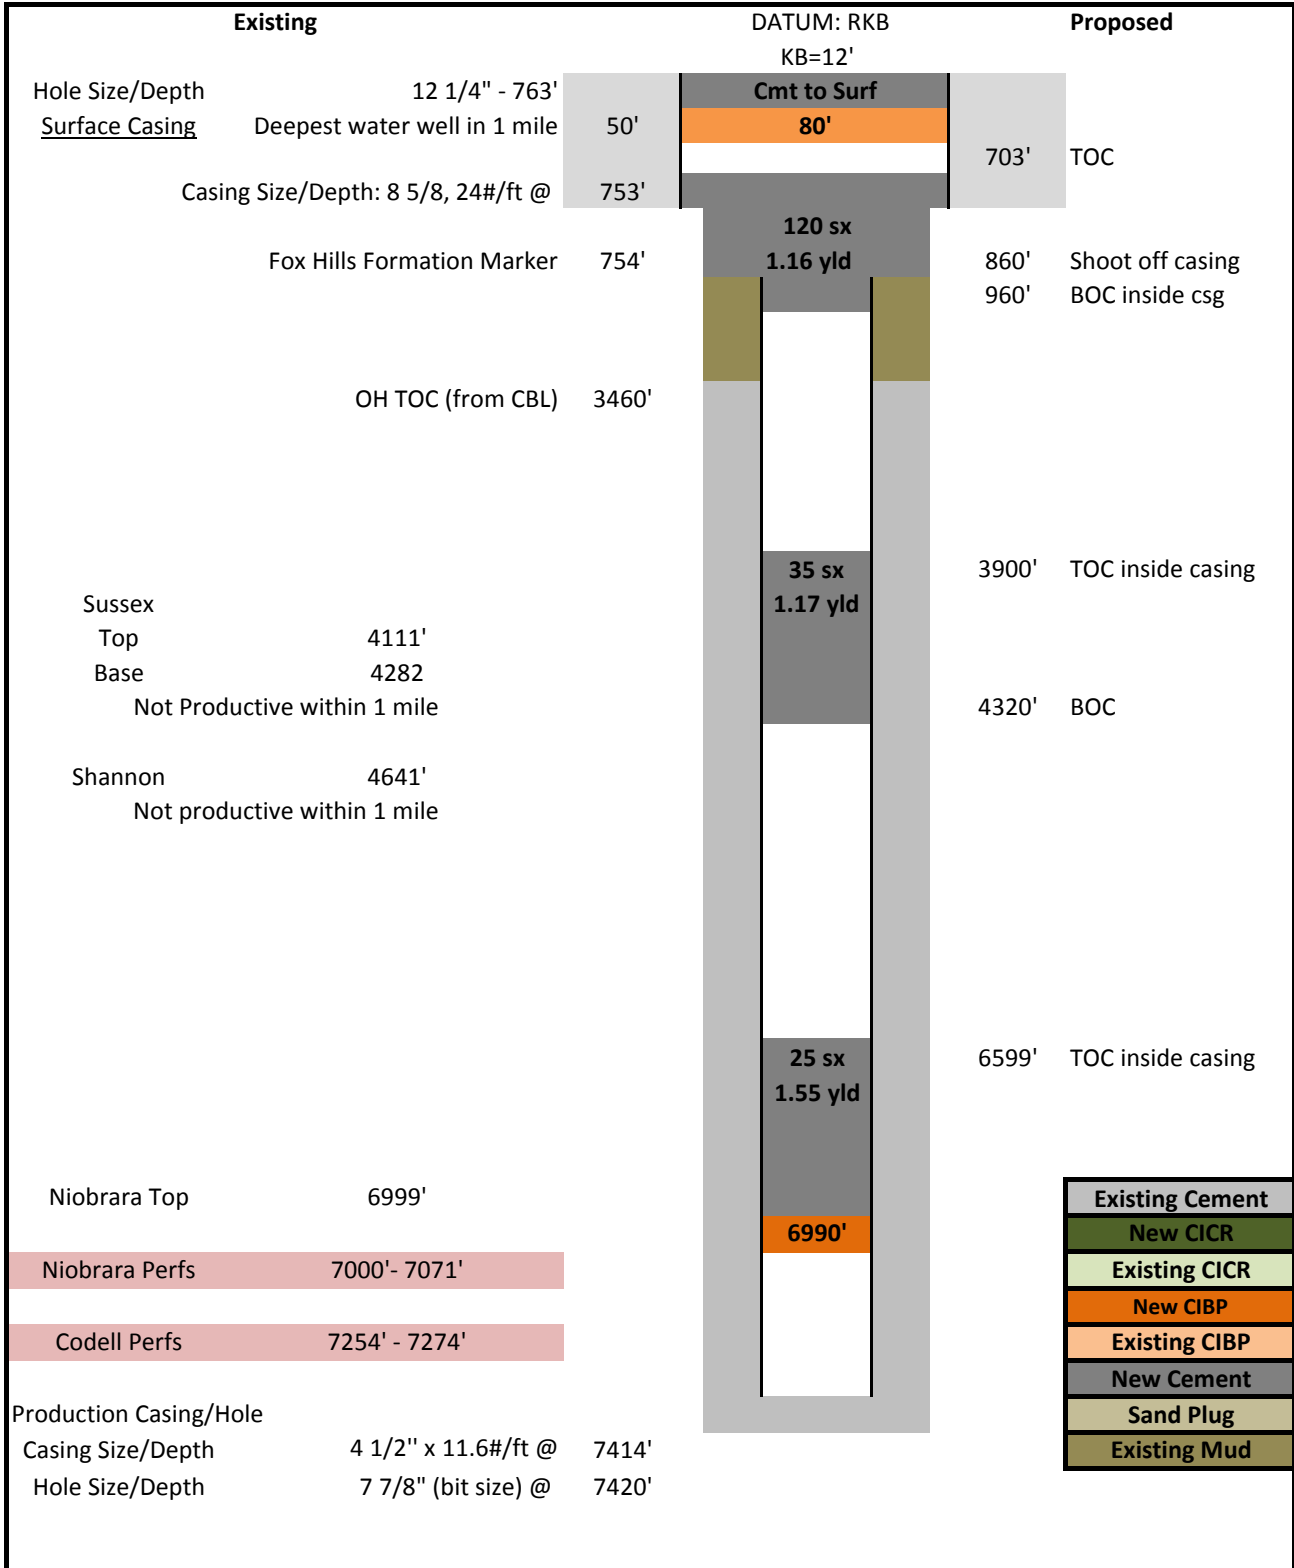 Existing DATUM: RKB Proposed
KB=12'
Hole Size/Depth 12 1/4" - 763' Cmt to Surf
Surface Casing Deepest water well in 1 mile 50' 80'
703' TOC
Casing Size/Depth: 8 5/8, 24#/ft @ 753'
120 sx
Fox Hills Formation Marker 754' 1.16 yld 860' Shoot off casing
960' BOC inside csg
OH TOC (from CBL) 3460'
35 sx 3900' TOC inside casing
Sussex 1.17 yld
Top 4111'
Base 4282
Not Productive within 1 mile 4320' BOC
Shannon 4641'
Not productive within 1 mile
25 sx 6599' TOC inside casing
1.55 yld
Niobrara Top 6999' Existing Cement
6990' New CICR
Niobrara Perfs 7000'- 7071' Existing CICR
New CIBP
Codell Perfs 7254' - 7274' Existing CIBP
New Cement
Production Casing/Hole Sand Plug
Casing Size/Depth 4 1/2'' x 11.6#/ft @ 7414' Existing Mud
Hole Size/Depth 7 7/8" (bit size) @ 7420'